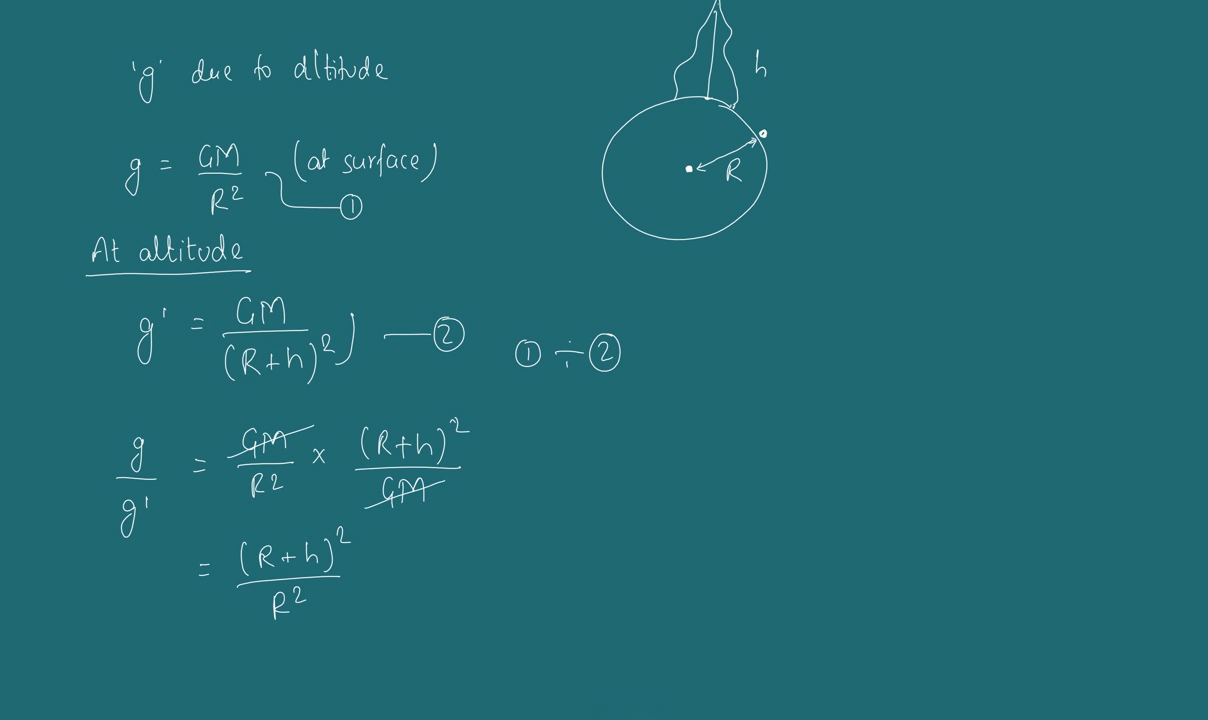 'g' due to altitude
h
g = GM/R² (at surface)
①
R
At altitude
g' = GM/(R+h)² — ②
① ÷ ②
g/g' = GM/R² × (R+h)²/GM
= (R+h)²/R²